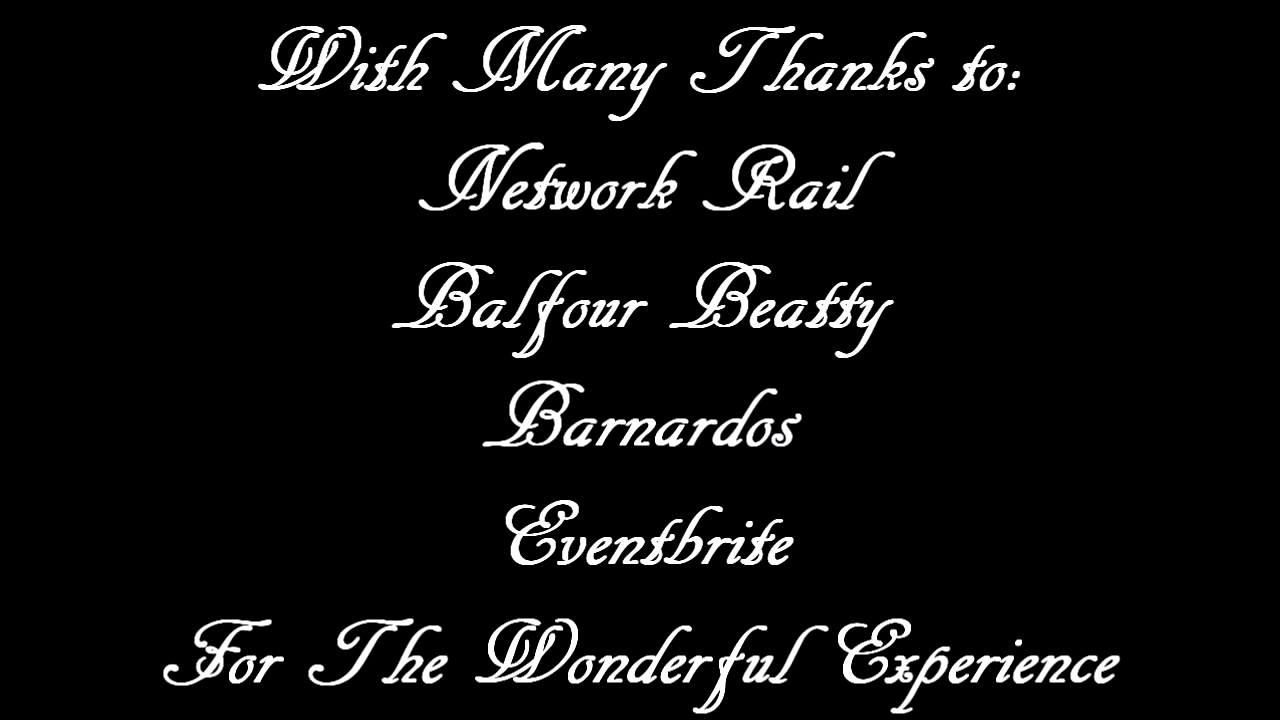 With Many Thanks to:
Network Rail
Balfour Beatty
Barnardos
Eventbrite
For The Wonderful Experience